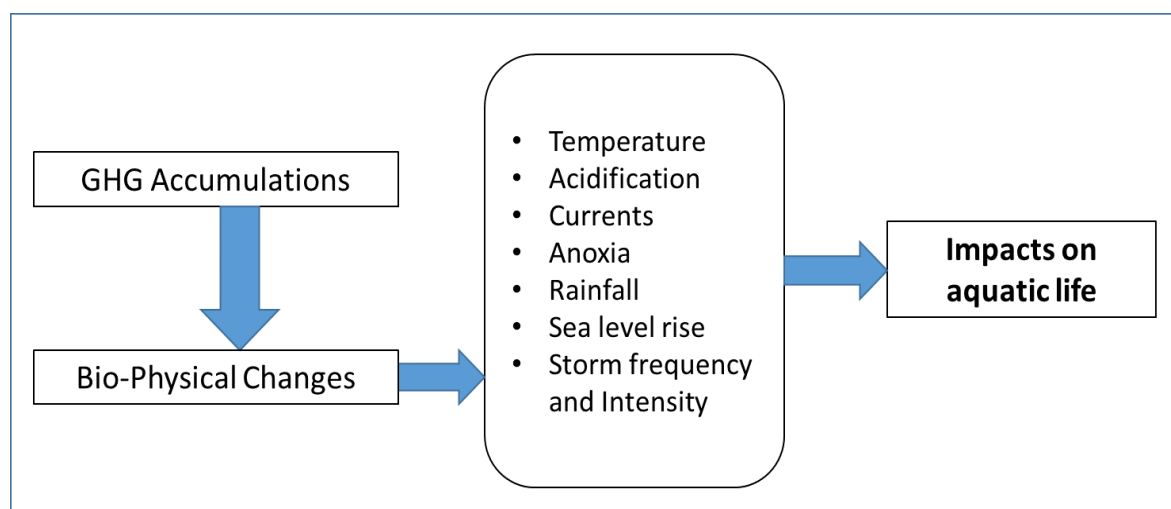 GHG Accumulations
Bio-Physical Changes
• Temperature
• Acidification
• Currents
• Anoxia
• Rainfall
• Sea level rise
• Storm frequency
and Intensity
Impacts on
aquatic life